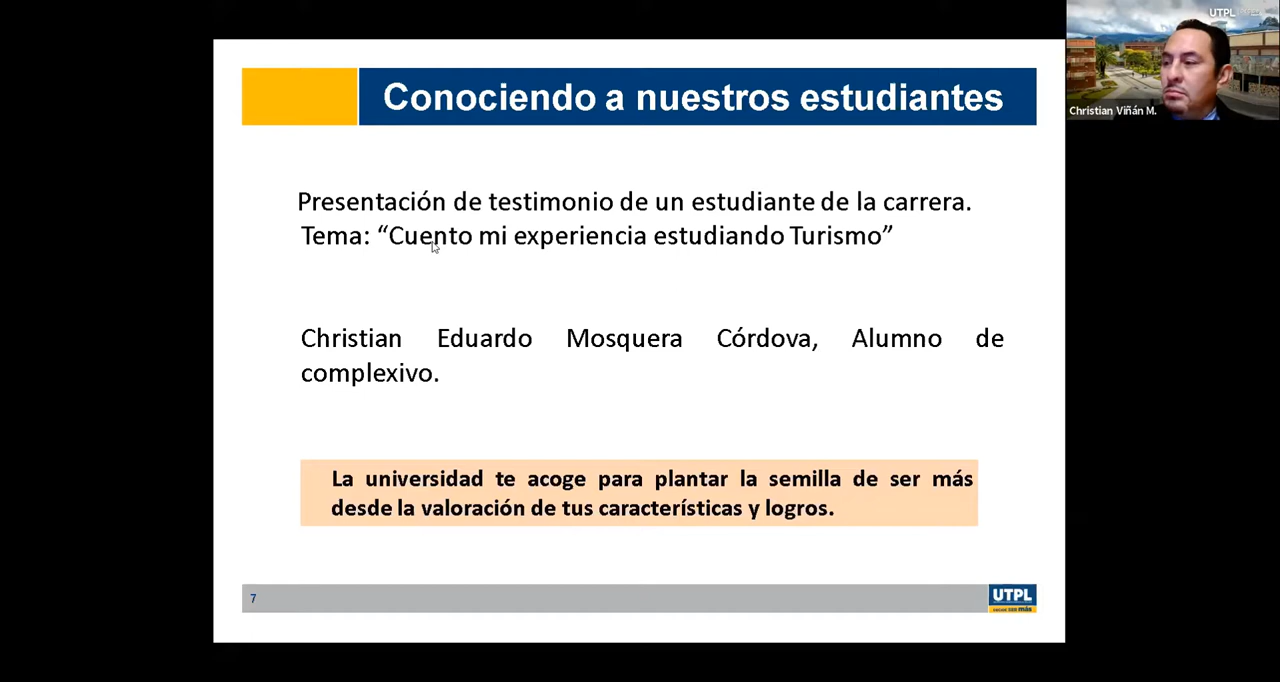 UTPL
Christian Viñán M.
Conociendo a nuestros estudiantes
Presentación de testimonio de un estudiante de la carrera.
Tema: “Cuento mi experiencia estudiando Turismo”
Christian Eduardo Mosquera Córdova, Alumno de
complexivo.
La universidad te acoge para plantar la semilla de ser más
desde la valoración de tus características y logros.
7
UTPL